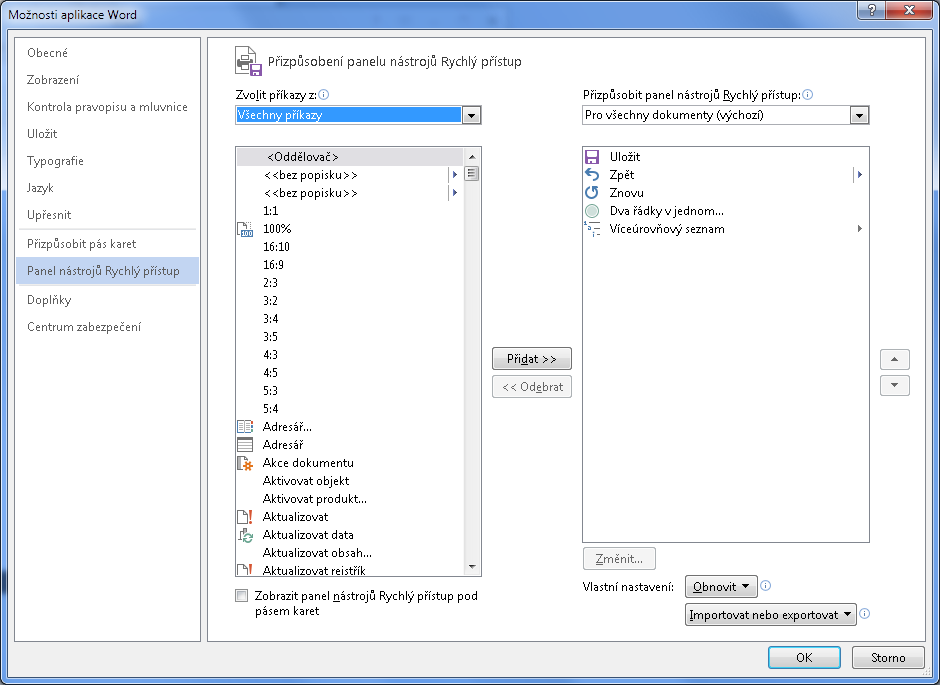 Možnosti aplikace Word
Obecné
Zobrazení
Kontrola pravopisu a mluvnice
Uložit
Typografie
Jazyk
Upřesnit
Přizpůsobit pás karet
Panel nástrojů Rychlý přístup
Doplňky
Centrum zabezpečení
Přizpůsobení panelu nástrojů Rychlý přístup
Zvolit příkazy z:
Všechny příkazy
<Oddělovač>
<<bez popisku>>
<<bez popisku>>
1:1
100%
16:10
16:9
2:3
3:2
3:4
3:5
4:3
4:5
5:3
5:4
Adresář...
Adresář
Akce dokumentu
Aktivovat objekt
Aktivovat produkt...
Aktualizovat
Aktualizovat data
Aktualizovat obsah...
Aktualizovat rejstřík
Zobrazit panel nástrojů Rychlý přístup pod
pásem karet
Přidat >>
<< Odebrat
Přizpůsobit panel nástrojů Rychlý přístup:
Pro všechny dokumenty (výchozí)
Uložit
Zpět
Znovu
Dva řádky v jednom...
Víceúrovňový seznam
Změnit...
Vlastní nastavení:
Obnovit
Importovat nebo exportovat
OK
Storno